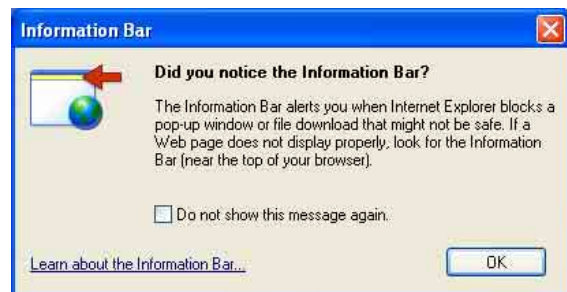 Information Bar
Did you notice the Information Bar?
The Information Bar alerts you when Internet Explorer blocks a
pop-up window or file download that might not be safe. If a
Web page does not display properly, look for the Information
Bar (near the top of your browser).
Do not show this message again.
Learn about the Information Bar...
OK